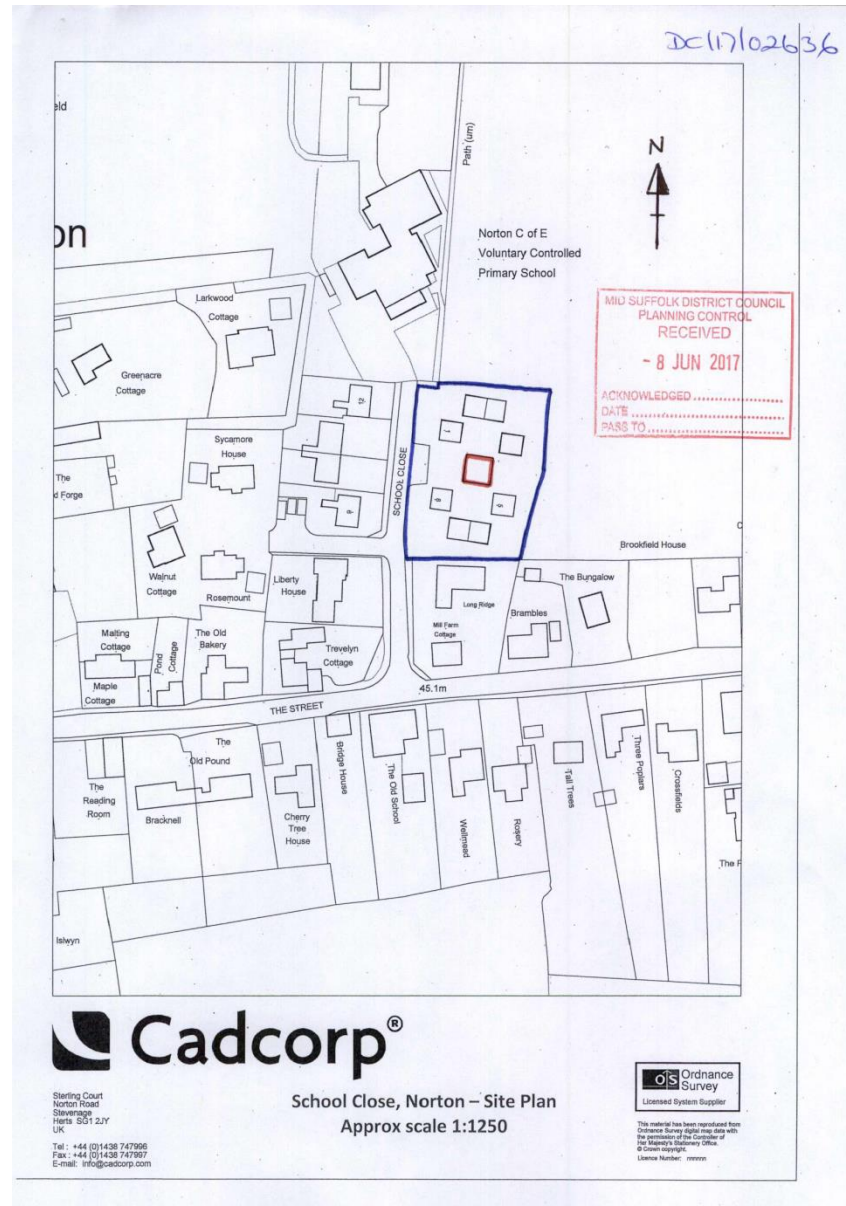 DC/17/02636
eld
on
Path (um)
N
Norton C of E
Voluntary Controlled
Primary School
MID SUFFOLK DISTRICT COUNCIL
PLANNING CONTROL
RECEIVED
- 8 JUN 2017
ACKNOWLEDGED
DATE
PASS TO
Larkwood
Cottage
Greenacre
Cottage
12
1
Sycamore
House
SCHOOL CLOSE
The
d Forge
9
6
5
Brookfield House
Walnut
Cottage
Rosemount
Liberty
House
Long Ridge
The Bungalow
Brambles
Malting
Cottage
Pond
Cottage
The Old
Bakery
Mill Farm
Cottage
Trevelyn
Cottage
Maple
Cottage
45.1m
THE STREET
The
Old Pound
Bridge House
The Old School
Wellmead
Rosery
Tall Trees
Three Poplars
Crossfields
The
Reading
Room
Bracknell
Cherry
Tree
House
The F
Islwyn
Cadcorp®
Sterling Court
Norton Road
Stevenage
Herts SG1 2JY
UK
Tel : +44 (0)1438 747996
Fax : +44 (0)1438 747997
E-mail: info@cadcorp.com
School Close, Norton – Site Plan
Approx scale 1:1250
OS Ordnance
Survey
Licensed System Supplier
This material has been reproduced from
Ordnance Survey digital map data with
the permission of the Controller of
Her Majesty's Stationery Office.
© Crown copyright.
Licence Number: nnnnnn